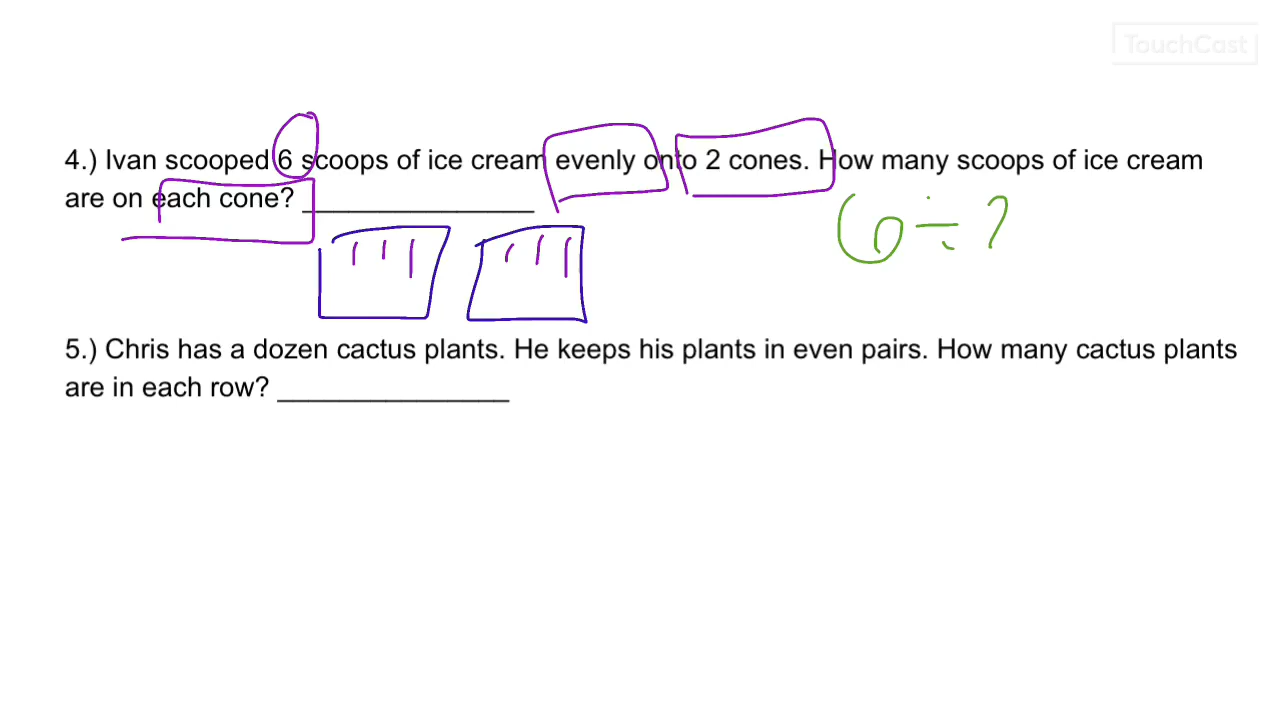 TouchCast
4.) Ivan scooped 6 scoops of ice cream evenly onto 2 cones. How many scoops of ice cream
are on each cone? ________________
6 ÷ 2
5.) Chris has a dozen cactus plants. He keeps his plants in even pairs. How many cactus plants
are in each row? ________________